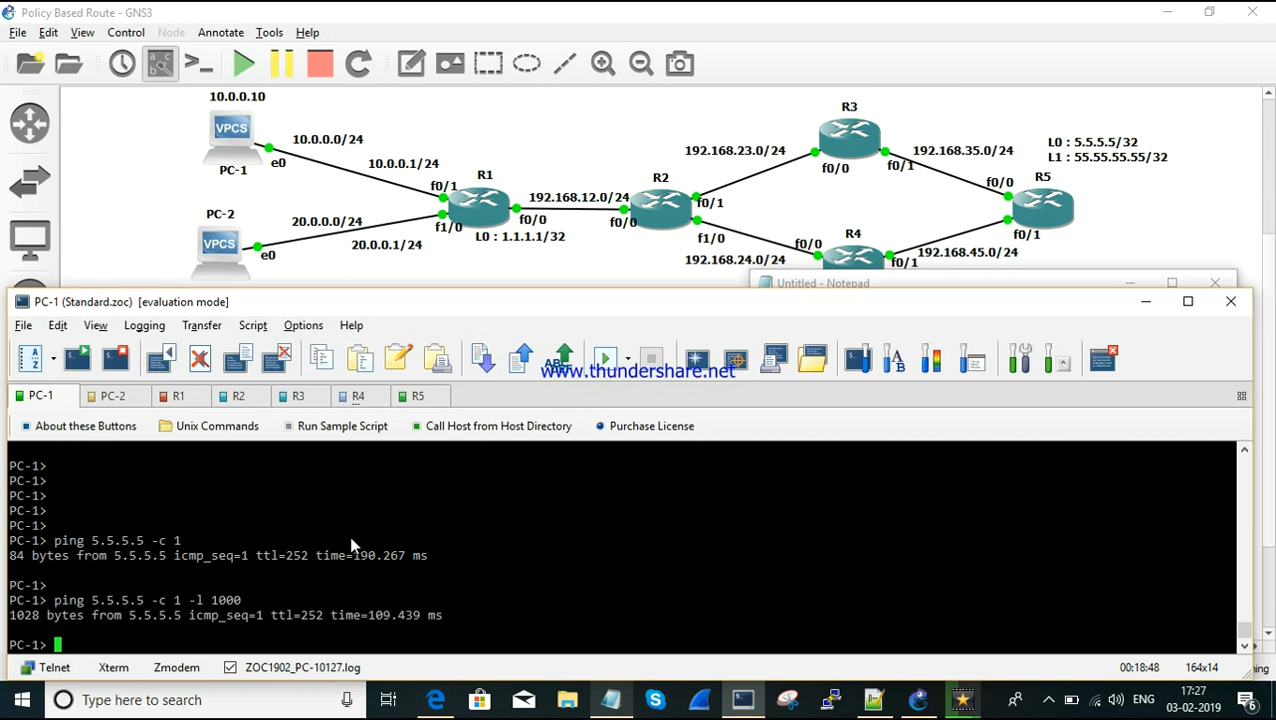 Policy Based Route - GNS3
File Edit View Control Node Annotate Tools Help
10.0.0.10
VPCS
PC-1
e0
10.0.0.0/24
10.0.0.1/24
f0/1
R1
PC-2
VPCS
e0
20.0.0.0/24
20.0.0.1/24
f1/0
f0/0
L0 : 1.1.1.1/32
192.168.12.0/24
R2
f0/0
f0/1
f1/0
192.168.23.0/24
192.168.24.0/24
R3
f0/0
f0/1
192.168.35.0/24
R4
f0/0
f0/1
192.168.45.0/24
L0 : 5.5.5.5/32
L1 : 55.55.55.55/32
R5
f0/0
f0/1
Untitled - Notepad
PC-1 (Standard.zoc) [evaluation mode]
File Edit View Logging Transfer Script Options Help
www.thundershare.net
PC-1 PC-2 R1 R2 R3 R4 R5
About these Buttons Unix Commands Run Sample Script Call Host from Host Directory Purchase License
PC-1>
PC-1>
PC-1>
PC-1>
PC-1>
PC-1> ping 5.5.5.5 -c 1
84 bytes from 5.5.5.5 icmp_seq=1 ttl=252 time=190.267 ms
PC-1>
PC-1> ping 5.5.5.5 -c 1 -l 1000
1028 bytes from 5.5.5.5 icmp_seq=1 ttl=252 time=109.439 ms
PC-1>
Telnet Xterm Zmodem ZOC1902_PC-10127.log 00:18:48 164x14
Type here to search
ENG
17:27
03-02-2019
6